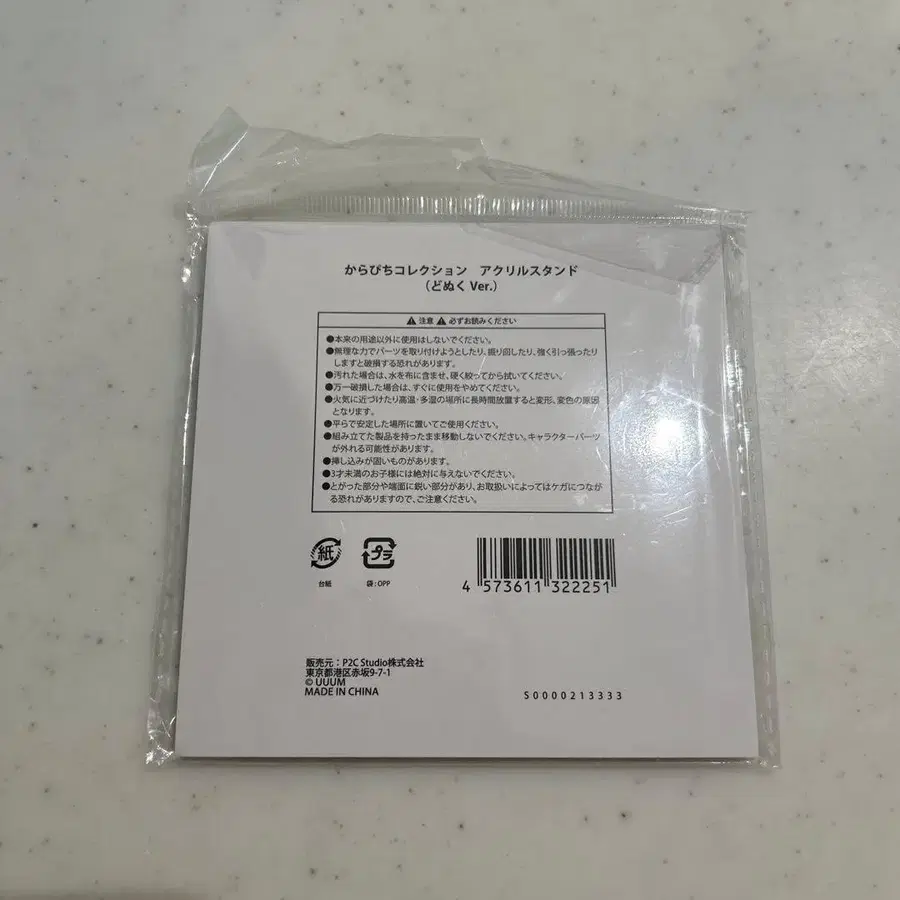 からぴちコレクション　アクリルスタンド
（どぬく Ver.）
⚠ 注意 ⚠ 必ずお読みください
●本来の用途以外に使用はしないでください。
●無理な力でパーツを取り付けようとしたり、振り回したり、強く引っ張ったり
しますと破損する恐れがあります。
●汚れた場合は、水を布に含ませ、硬く絞ってから拭いてください。
●万一破損した場合は、すぐに使用をやめてください。
●火気に近づけたり高温・多湿の場所に長時間放置すると変形、変色の原因
となります。
●平らで安定した場所に置いてご使用ください。
●組み立てた製品を持ったまま移動しないでください。キャラクターパーツ
が外れる可能性があります。
●挿し込みが固いものがあります。
●3才未満のお子様には絶対に与えないでください。
●とがった部分や端面に鋭い部分があり、お取扱いによってはケガにつなが
る恐れがありますので、ご注意ください。
紙 プラ
台紙 袋：OPP
4 573611 322251
販売元：P2C Studio株式会社
東京都港区赤坂9-7-1
© UUUM
MADE IN CHINA
S0000213333